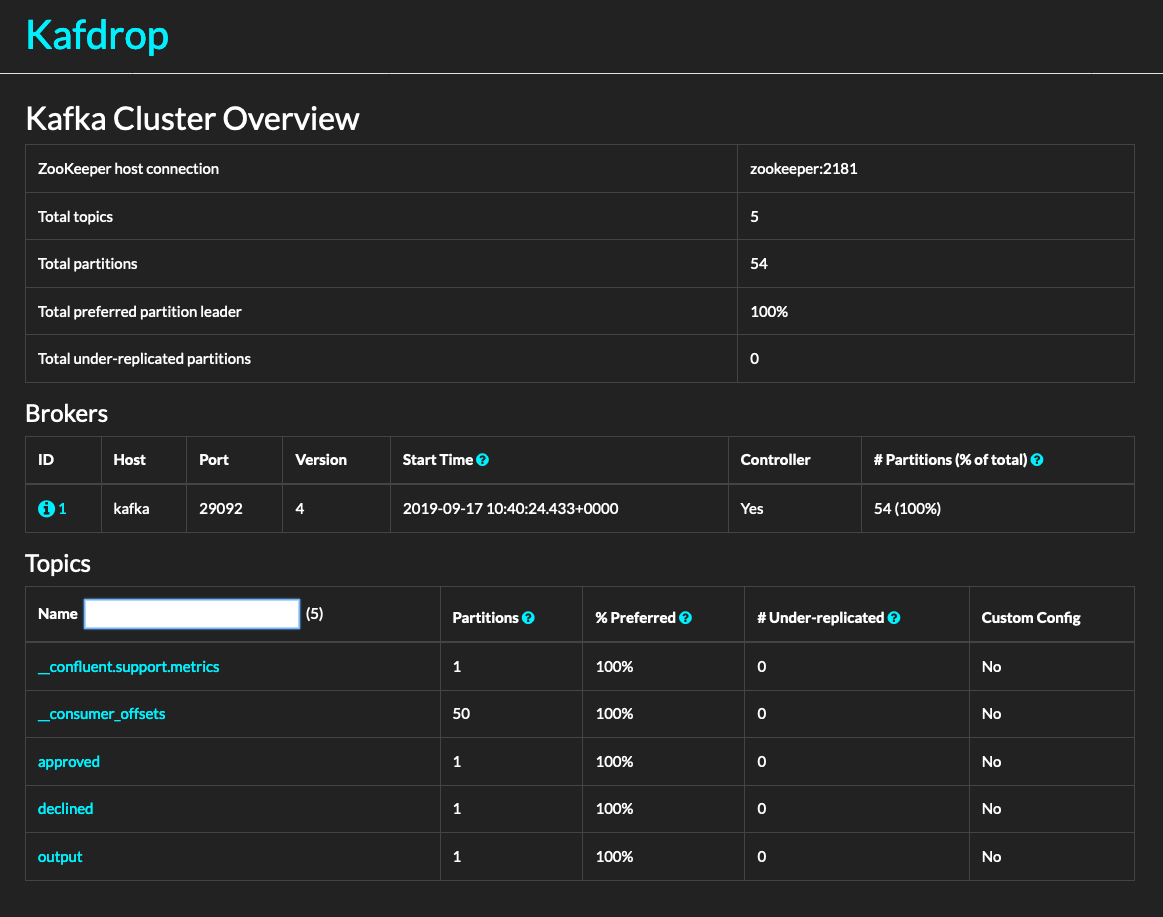 Kafdrop
Kafka Cluster Overview
ZooKeeper host connection zookeeper:2181
Total topics 5
Total partitions 54
Total preferred partition leader 100%
Total under-replicated partitions 0
Brokers
ID Host Port Version Start Time ? Controller # Partitions (% of total) ?
i 1 kafka 29092 4 2019-09-17 10:40:24.433+0000 Yes 54 (100%)
Topics
Name (5) Partitions ? % Preferred ? # Under-replicated ? Custom Config
__confluent.support.metrics 1 100% 0 No
__consumer_offsets 50 100% 0 No
approved 1 100% 0 No
declined 1 100% 0 No
output 1 100% 0 No